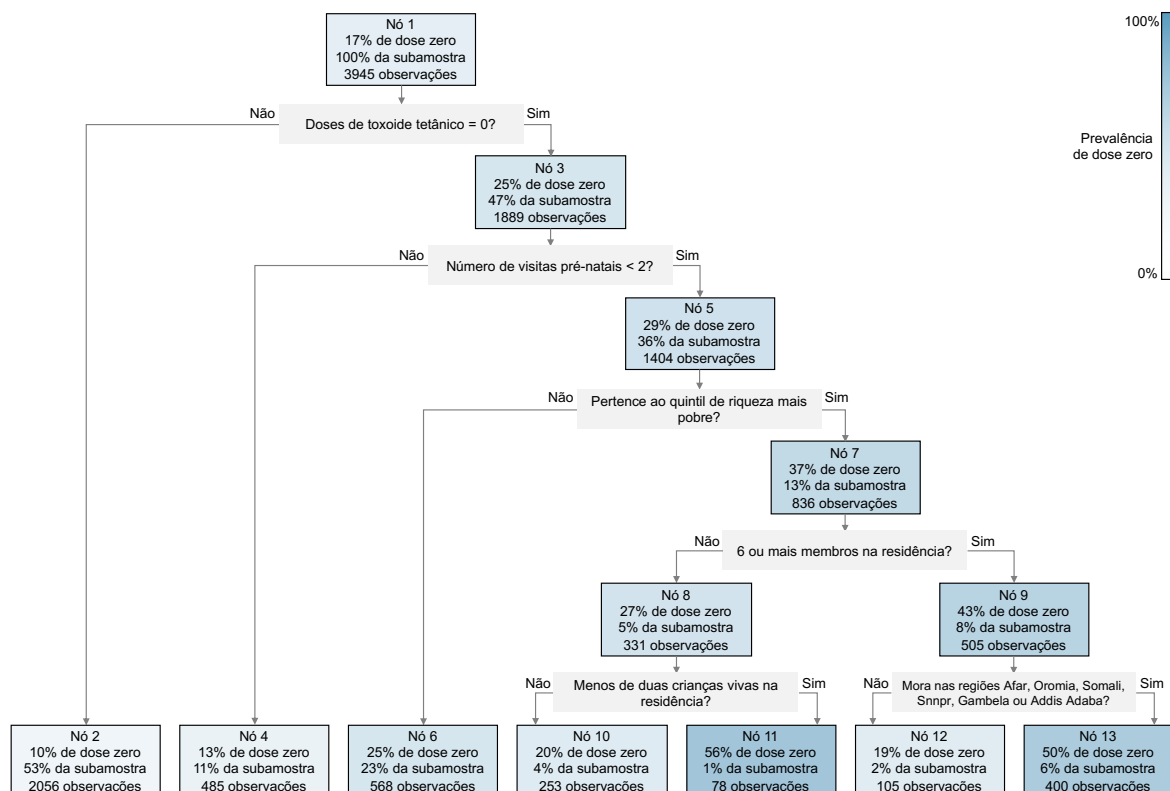 Nó 1
17% de dose zero
100% da subamostra
3945 observações
100%
Prevalência
de dose zero
0%
Não
Sim
Doses de toxoide tetânico = 0?
Nó 3
25% de dose zero
47% da subamostra
1889 observações
Não
Sim
Número de visitas pré-natais < 2?
Nó 5
29% de dose zero
36% da subamostra
1404 observações
Não
Sim
Pertence ao quintil de riqueza mais
pobre?
Nó 7
37% de dose zero
13% da subamostra
836 observações
Não
Sim
6 ou mais membros na residência?
Nó 8
27% de dose zero
5% da subamostra
331 observações
Nó 9
43% de dose zero
8% da subamostra
505 observações
Não
Sim
Menos de duas crianças vivas na
residência?
Não
Sim
Mora nas regiões Afar, Oromia, Somali,
Snnpr, Gambela ou Addis Adaba?
Nó 2
10% de dose zero
53% da subamostra
2056 observações
Nó 4
13% de dose zero
11% da subamostra
485 observações
Nó 6
25% de dose zero
23% da subamostra
568 observações
Nó 10
20% de dose zero
4% da subamostra
253 observações
Nó 11
56% de dose zero
1% da subamostra
78 observações
Nó 12
19% de dose zero
2% da subamostra
105 observações
Nó 13
50% de dose zero
6% da subamostra
400 observações